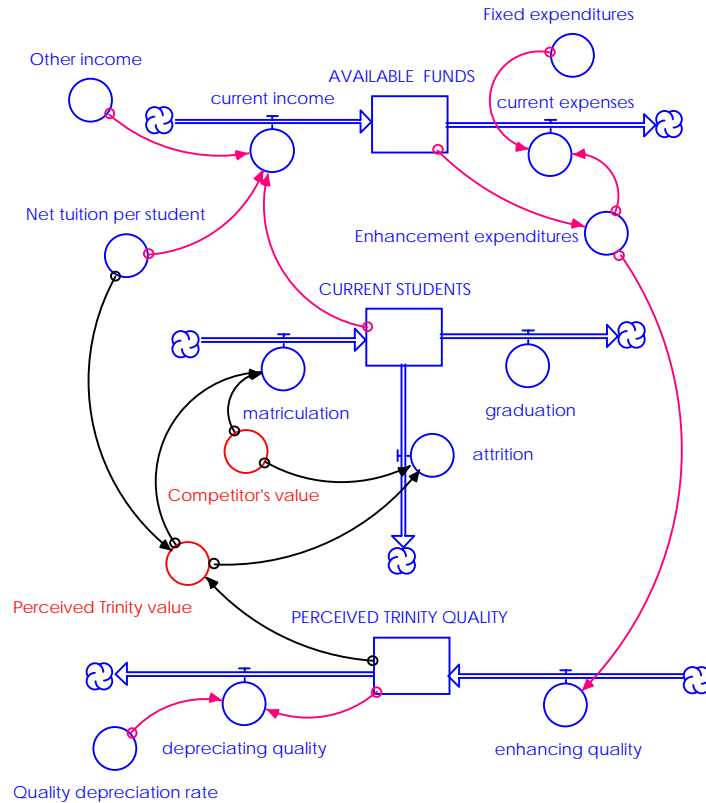 Fixed expenditures
Other income
AVAILABLE FUNDS
current income
current expenses
Net tuition per student
Enhancement expenditures
CURRENT STUDENTS
matriculation
graduation
attrition
Competitor's value
Perceived Trinity value
PERCEIVED TRINITY QUALITY
depreciating quality
enhancing quality
Quality depreciation rate